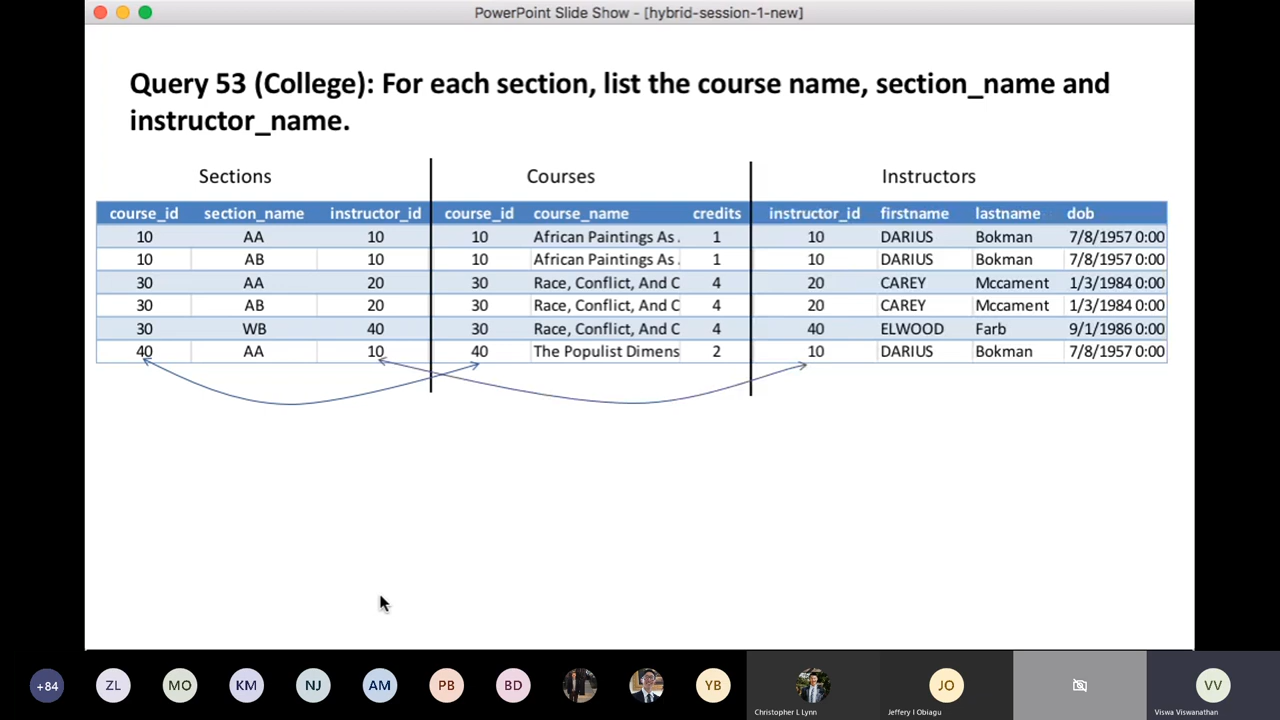 PowerPoint Slide Show - [hybrid-session-1-new]
Query 53 (College): For each section, list the course name, section_name and
instructor_name.
Sections Courses Instructors
course_id section_name instructor_id course_id course_name credits instructor_id firstname lastname dob
10 AA 10 10 African Paintings As . 1 10 DARIUS Bokman 7/8/1957 0:00
10 AB 10 10 African Paintings As . 1 10 DARIUS Bokman 7/8/1957 0:00
30 AA 20 30 Race, Conflict, And C 4 20 CAREY Mccament 1/3/1984 0:00
30 AB 20 30 Race, Conflict, And C 4 20 CAREY Mccament 1/3/1984 0:00
30 WB 40 30 Race, Conflict, And C 4 40 ELWOOD Farb 9/1/1986 0:00
40 AA 10 40 The Populist Dimens 2 10 DARIUS Bokman 7/8/1957 0:00
+84 ZL MO KM NJ AM PB BD YB JO VV
Christopher L Lynn Jeffery I Obiagu Viswa Viswanathan